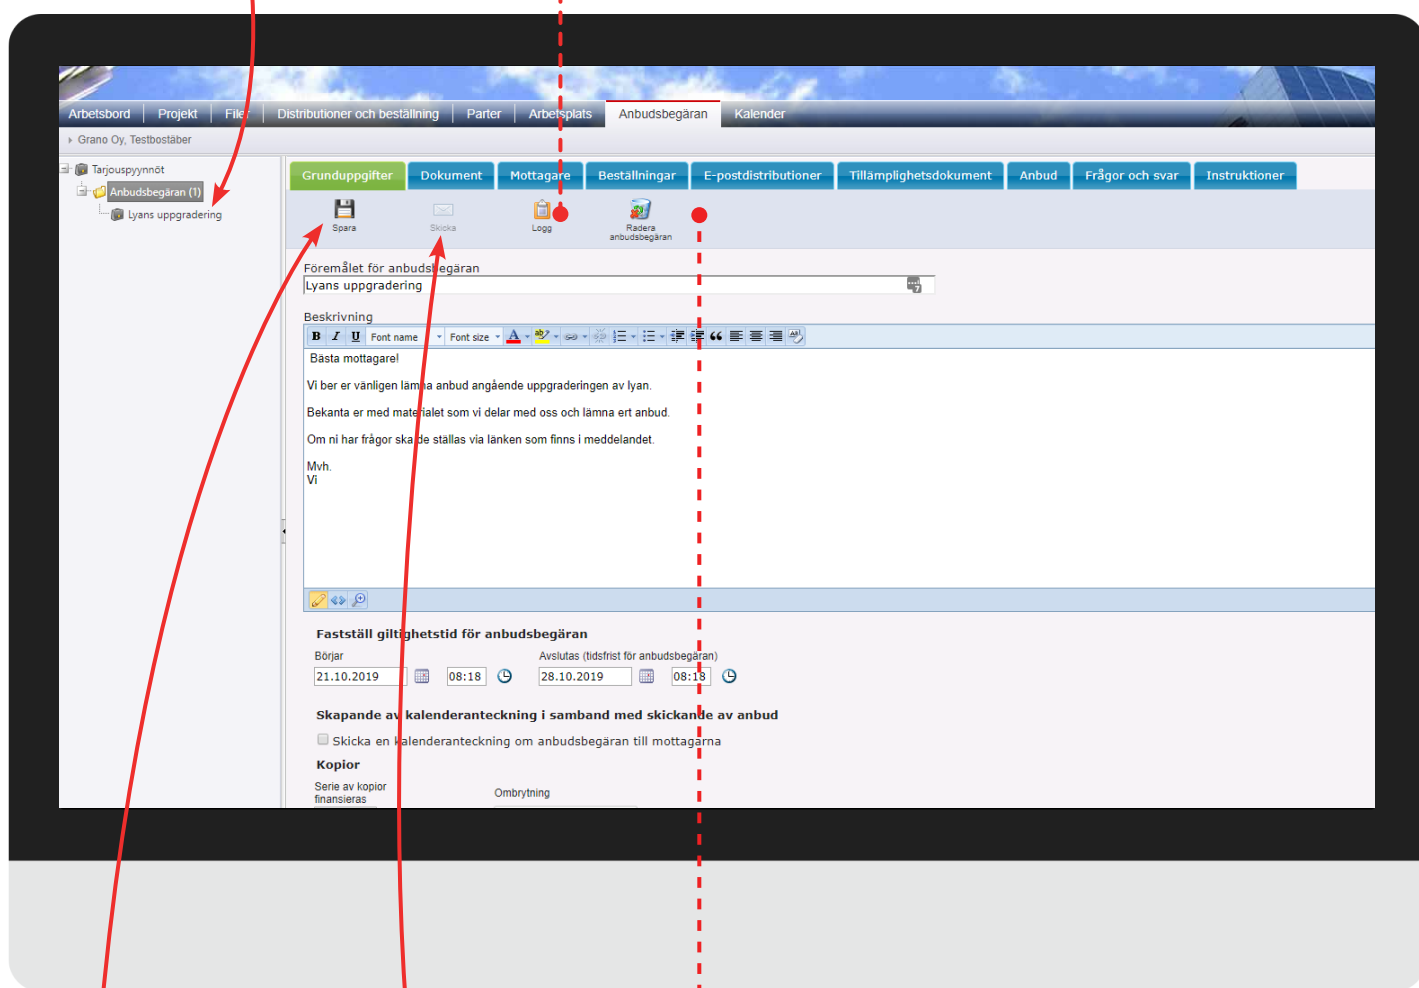 Arbetsbord Projekt Filer Distributioner och beställning Parter Arbetsplats Anbudsbegäran Kalender
Grano Oy, Testbostäber
Tarjouspyynnöt
Anbudsbegäran (1)
Lyans uppgradering
Grunduppgifter Dokument Mottagare Beställningar E-postdistributioner Tillämplighetsdokument Anbud Frågor och svar Instruktioner
Spara Skicka Logg Radera
anbudsbegäran
Föremålet för anbudsbegäran
Lyans uppgradering
Beskrivning
B I U Font name Font size A
Bästa mottagare!
Vi ber er vänligen lämna anbud angående uppgraderingen av lyan.
Bekanta er med materialet som vi delar med oss och lämna ert anbud.
Om ni har frågor ska de ställas via länken som finns i meddelandet.
Mvh.
Vi
Fastställ giltighetstid för anbudsbegäran
Börjar Avslutas (tidsfrist för anbudsbegäran)
21.10.2019 08:18 28.10.2019 08:18
Skapande av kalenderanteckning i samband med skickande av anbud
Skicka en kalenderanteckning om anbudsbegäran till mottagarna
Kopior
Serie av kopior
finansieras
Ombrytning